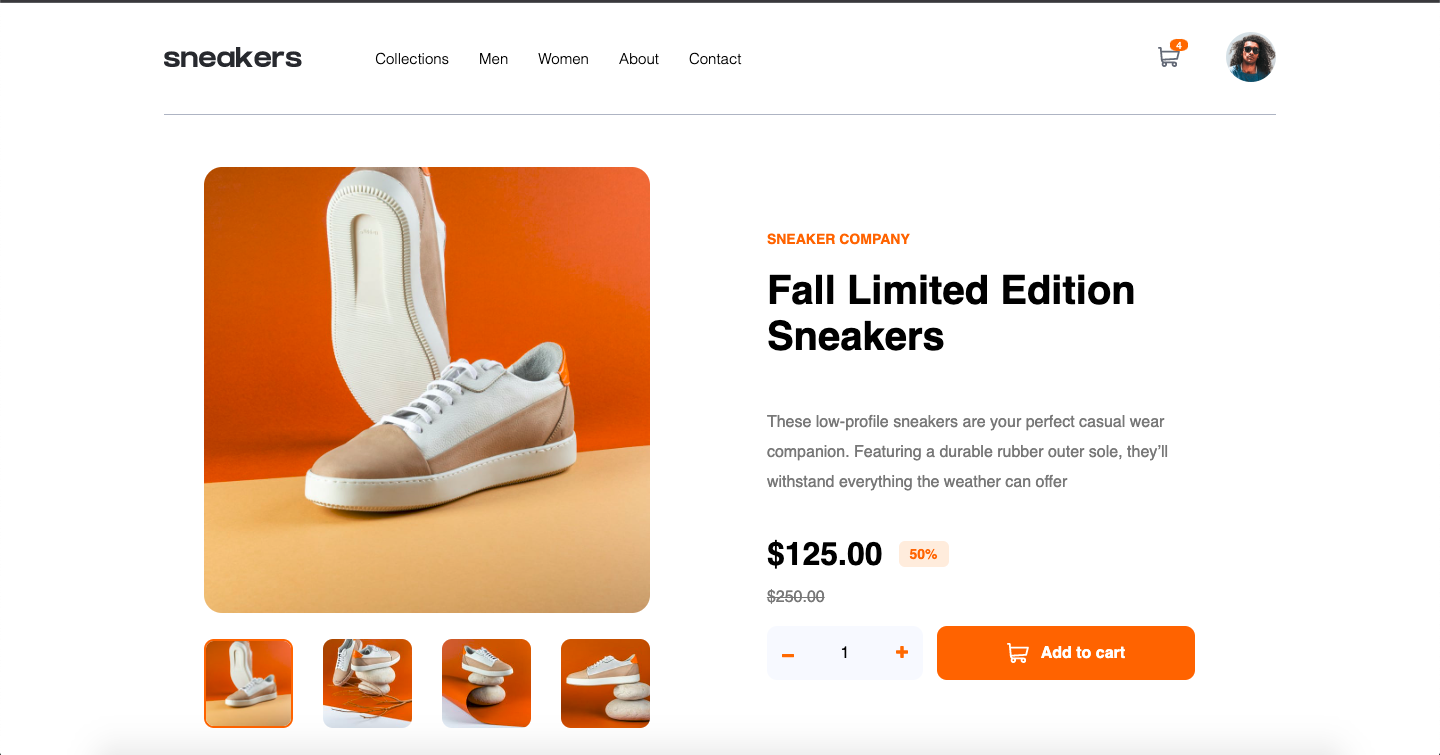 sneakers
Collections Men Women About Contact
4
SNEAKER COMPANY
Fall Limited Edition
Sneakers
These low-profile sneakers are your perfect casual wear
companion. Featuring a durable rubber outer sole, they’ll
withstand everything the weather can offer
$125.00 50%
$250.00
– 1 +
Add to cart